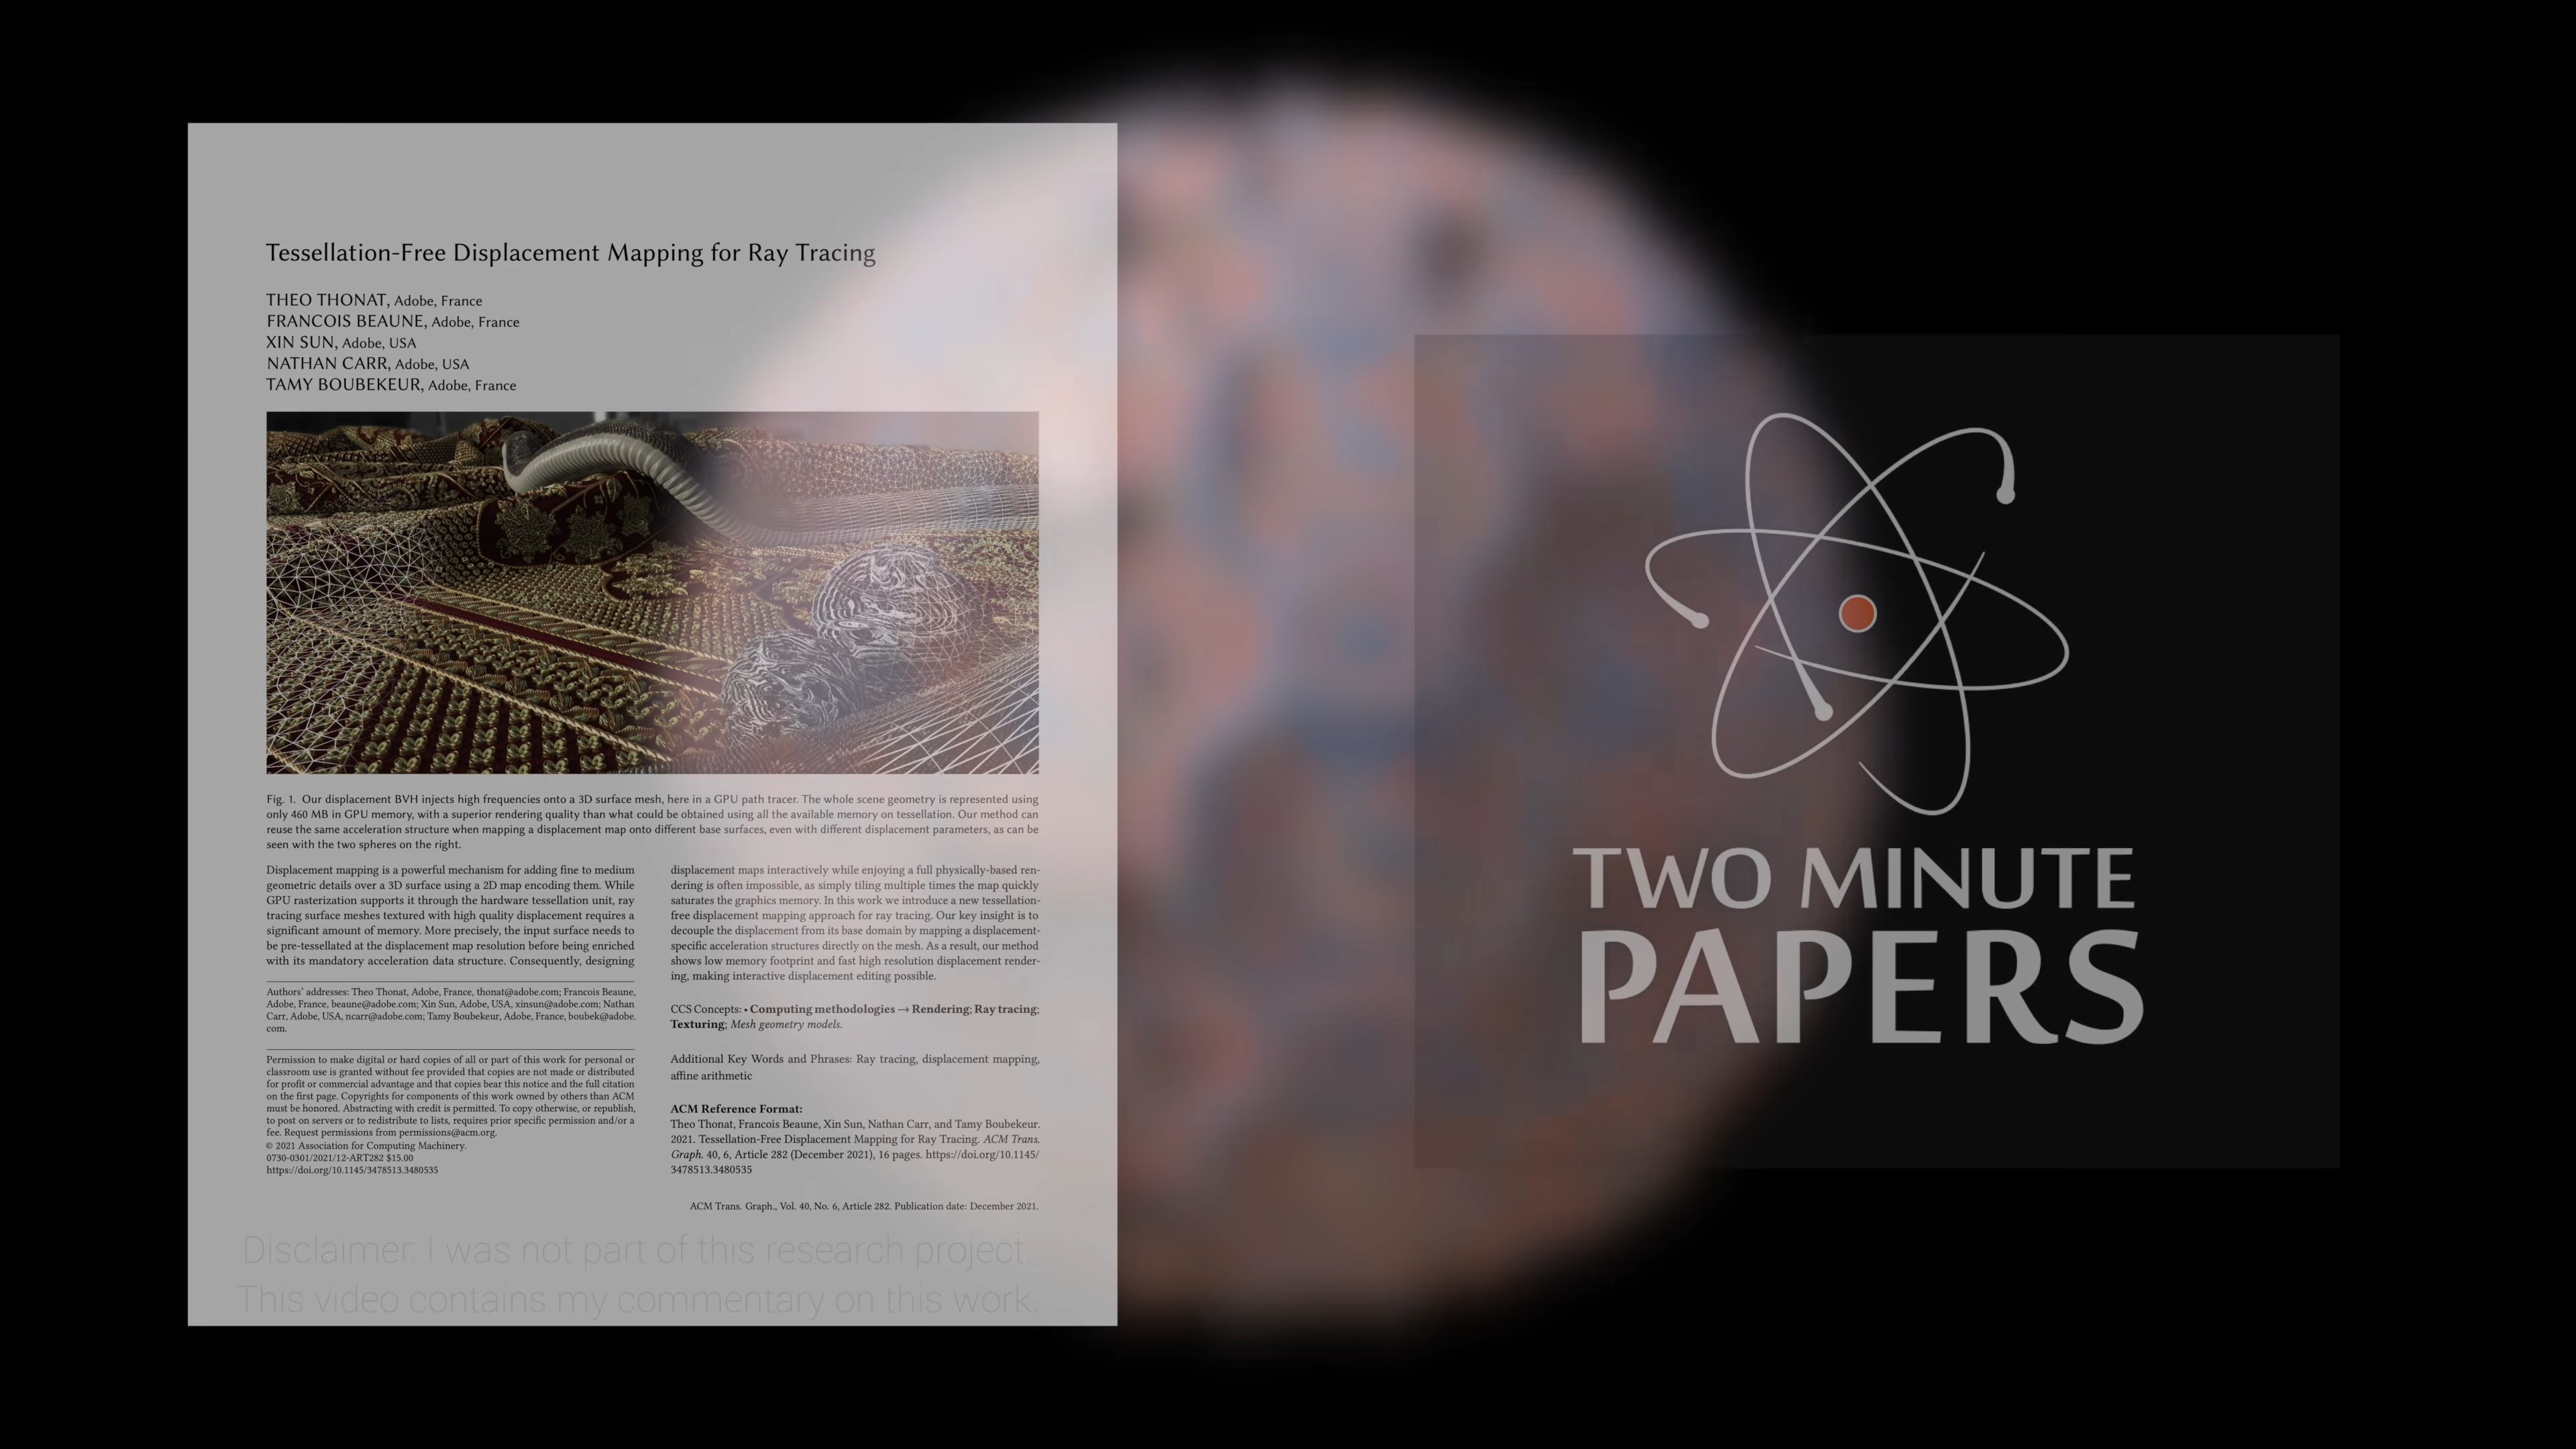 Tessellation-Free Displacement Mapping for Ray Tracing
THEO THONAT, Adobe, France
FRANCOIS BEAUNE, Adobe, France
XIN SUN, Adobe, USA
NATHAN CARR, Adobe, USA
TAMY BOUBEKEUR, Adobe, France
Fig. 1. Our displacement BVH injects high frequencies onto a 3D surface mesh, here in a GPU path tracer. The whole scene geometry is represented using
only 460 MB in GPU memory, with a superior rendering quality than what could be obtained using all the available memory on tessellation. Our method can
reuse the same acceleration structure when mapping a displacement map onto different base surfaces, even with different displacement parameters, as can be
seen with the two spheres on the right.
Displacement mapping is a powerful mechanism for adding fine to medium
geometric details over a 3D surface using a 2D map encoding them. While
GPU rasterization supports it through the hardware tessellation unit, ray
tracing surface meshes textured with high quality displacement requires a
significant amount of memory. More precisely, the input surface needs to
be pre-tessellated at the displacement map resolution before being enriched
with its mandatory acceleration data structure. Consequently, designing
Authors' addresses: Theo Thonat, Adobe, France, thonat@adobe.com; Francois Beaune,
Adobe, France, beaune@adobe.com; Xin Sun, Adobe, USA, xinsun@adobe.com; Nathan
Carr, Adobe, USA, ncarr@adobe.com; Tamy Boubekeur, Adobe, France, boubek@adobe.
com.
Permission to make digital or hard copies of all or part of this work for personal or
classroom use is granted without fee provided that copies are not made or distributed
for profit or commercial advantage and that copies bear this notice and the full citation
on the first page. Copyrights for components of this work owned by others than ACM
must be honored. Abstracting with credit is permitted. To copy otherwise, or republish,
to post on servers or to redistribute to lists, requires prior specific permission and/or a
fee. Request permissions from permissions@acm.org.
© 2021 Association for Computing Machinery.
0730-0301/2021/12-ART282 $15.00
https://doi.org/10.1145/3478513.3480535
displacement maps interactively while enjoying a full physically-based ren-
dering is often impossible, as simply tiling multiple times the map quickly
saturates the graphics memory. In this work we introduce a new tessellation-
free displacement mapping approach for ray tracing. Our key insight is to
decouple the displacement from its base domain by mapping a displacement-
specific acceleration structures directly on the mesh. As a result, our method
shows low memory footprint and fast high resolution displacement render-
ing, making interactive displacement editing possible.
CCS Concepts: • Computing methodologies → Rendering; Ray tracing;
Texturing; Mesh geometry models.
Additional Key Words and Phrases: Ray tracing, displacement mapping,
affine arithmetic
ACM Reference Format:
Theo Thonat, Francois Beaune, Xin Sun, Nathan Carr, and Tamy Boubekeur.
2021. Tessellation-Free Displacement Mapping for Ray Tracing. ACM Trans.
Graph. 40, 6, Article 282 (December 2021), 16 pages. https://doi.org/10.1145/
3478513.3480535
ACM Trans. Graph., Vol. 40, No. 6, Article 282. Publication date: December 2021.
Disclaimer: I was not part of this research project.
This video contains my commentary on this work.
TWO MINUTE
PAPERS